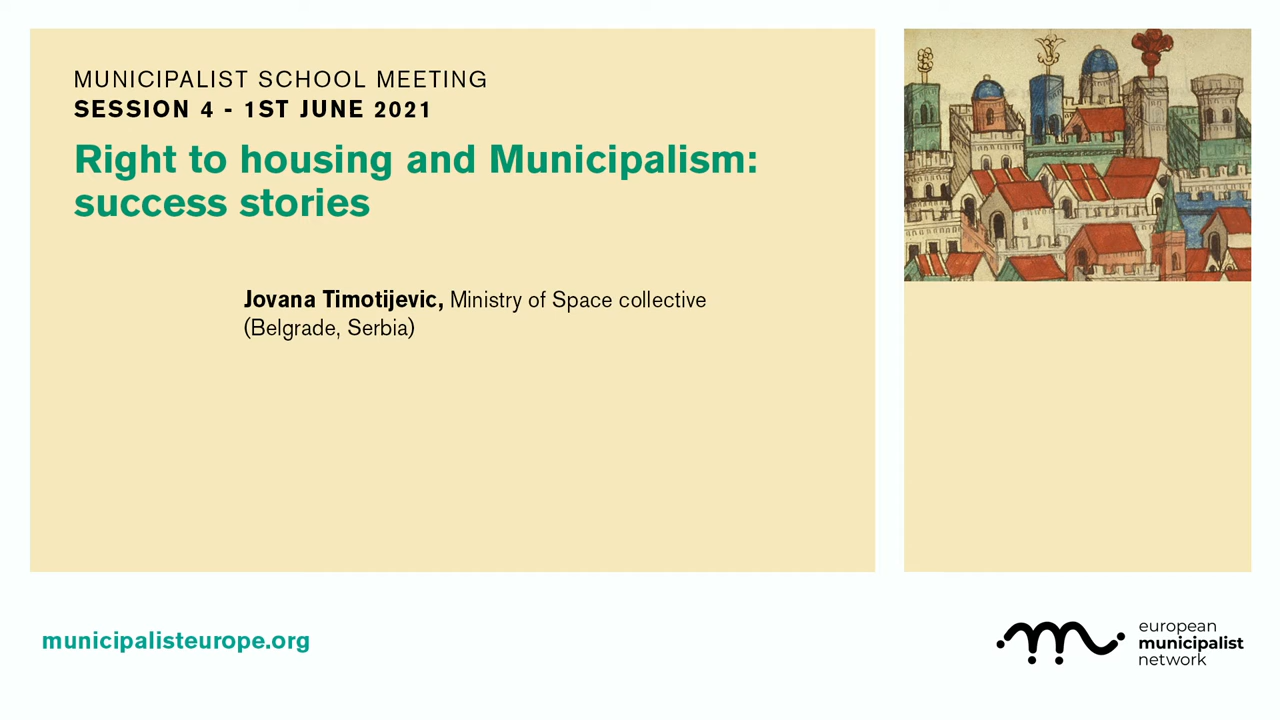 MUNICIPALIST SCHOOL MEETING
SESSION 4 - 1ST JUNE 2021
Right to housing and Municipalism:
success stories
Jovana Timotijevic, Ministry of Space collective
(Belgrade, Serbia)
municipalisteurope.org
european
municipalist
network